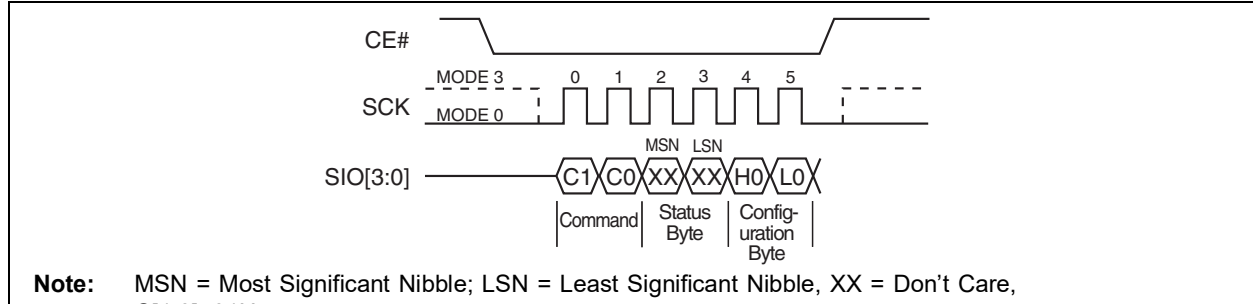 CE#
MODE 3 0 1 2 3 4 5
SCK
MODE 0
MSN LSN
SIO[3:0] C1 C0 XX XX H0 L0
Command Status Byte Config-uration Byte
Note: MSN = Most Significant Nibble; LSN = Least Significant Nibble, XX = Don’t Care,